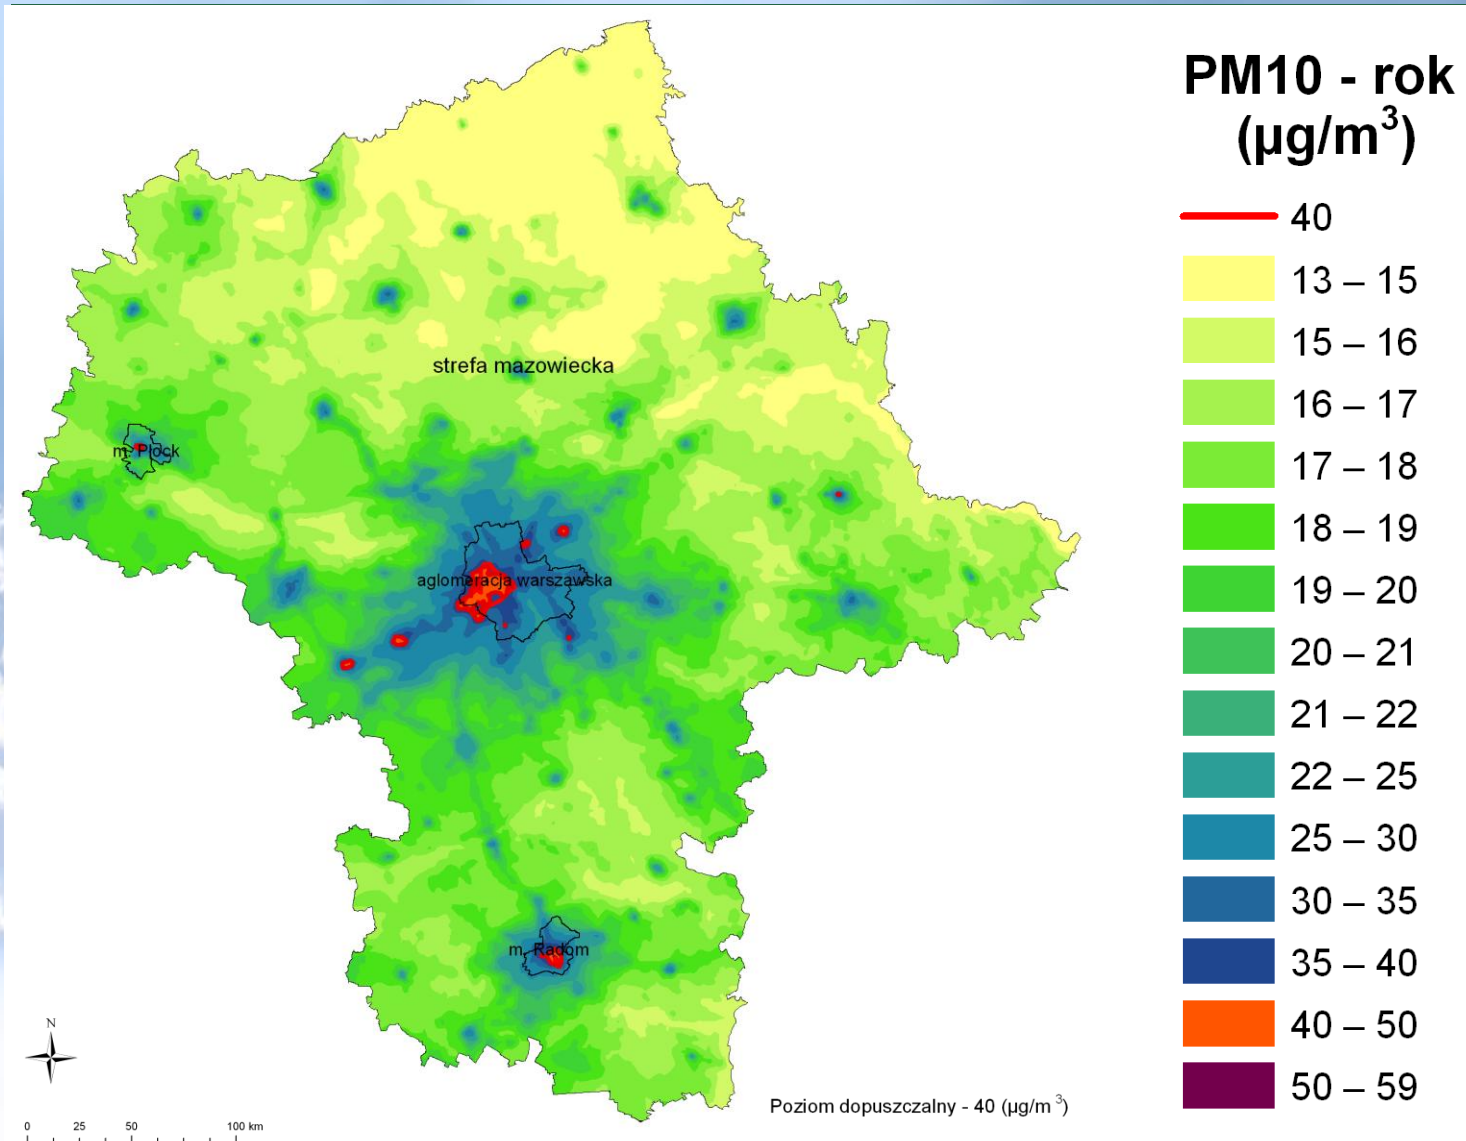 PM10 - rok
(µg/m³)
40
13 – 15
15 – 16
16 – 17
17 – 18
18 – 19
19 – 20
20 – 21
21 – 22
22 – 25
25 – 30
30 – 35
35 – 40
40 – 50
50 – 59
strefa mazowiecka
m. Płock
aglomeracja warszawska
m. Radom
N
0 25 50 100 km
Poziom dopuszczalny - 40 (µg/m³)